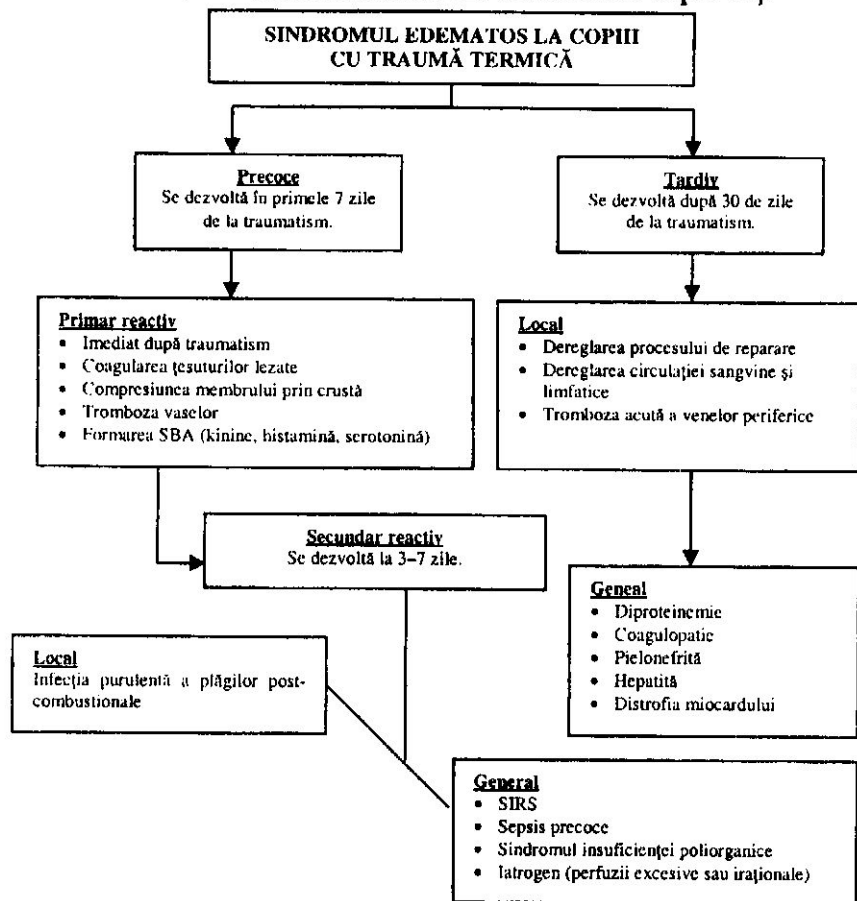 SINDROMUL EDEMATOS LA COPIII
CU TRAUMĂ TERMICĂ
Precoce
Se dezvoltă în primele 7 zile
de la traumatism.
Tardiv
Se dezvoltă după 30 de zile
de la traumatism.
Primar reactiv
• Imediat după traumatism
• Coagularea țesuturilor lezate
• Compresiunea membrului prin crustă
• Tromboza vaselor
• Formarea SBA (kinine, histamină, serotonină)
Local
• Dereglarea procesului de reparare
• Dereglarea circulației sangvine și
limfatice
• Tromboza acută a venelor periferice
Secundar reactiv
Se dezvoltă la 3–7 zile.
Geneal
• Diproteinemie
• Coagulopatie
• Pielonefrită
• Hepatită
• Distrofia miocardului
Local
Infecția purulentă a plăgilor post-
combustionale
General
• SIRS
• Sepsis precoce
• Sindromul insuficienței poliorganice
• Iatrogen (perfuzii excesive sau iraționale)